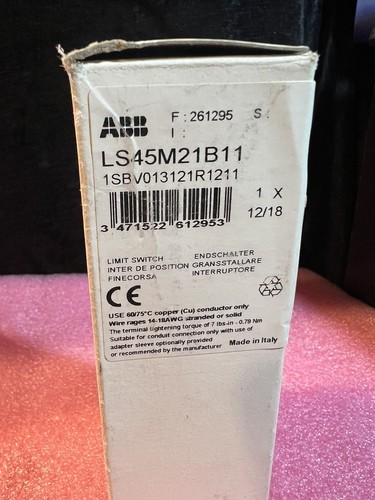 ABB F : 261295 S :
I :
LS45M21B11
1SBV013121R1211
1 X
12/18
3 471522 612953
LIMIT SWITCH ENDSCHALTER
INTER DE POSITION GRANSSTALLARE
FINECORSA INTERRUPTORE
CE
USE 60/75°C copper (Cu) conductor only
Wire rages 14-18AWG stranded or solid
The terminal tightening torque of 7 lbs-in - 0.79 Nm
Suitable for conduit connection only with use of
adapter sleeve optionally provided
or recommended by the manufacturer Made in Italy